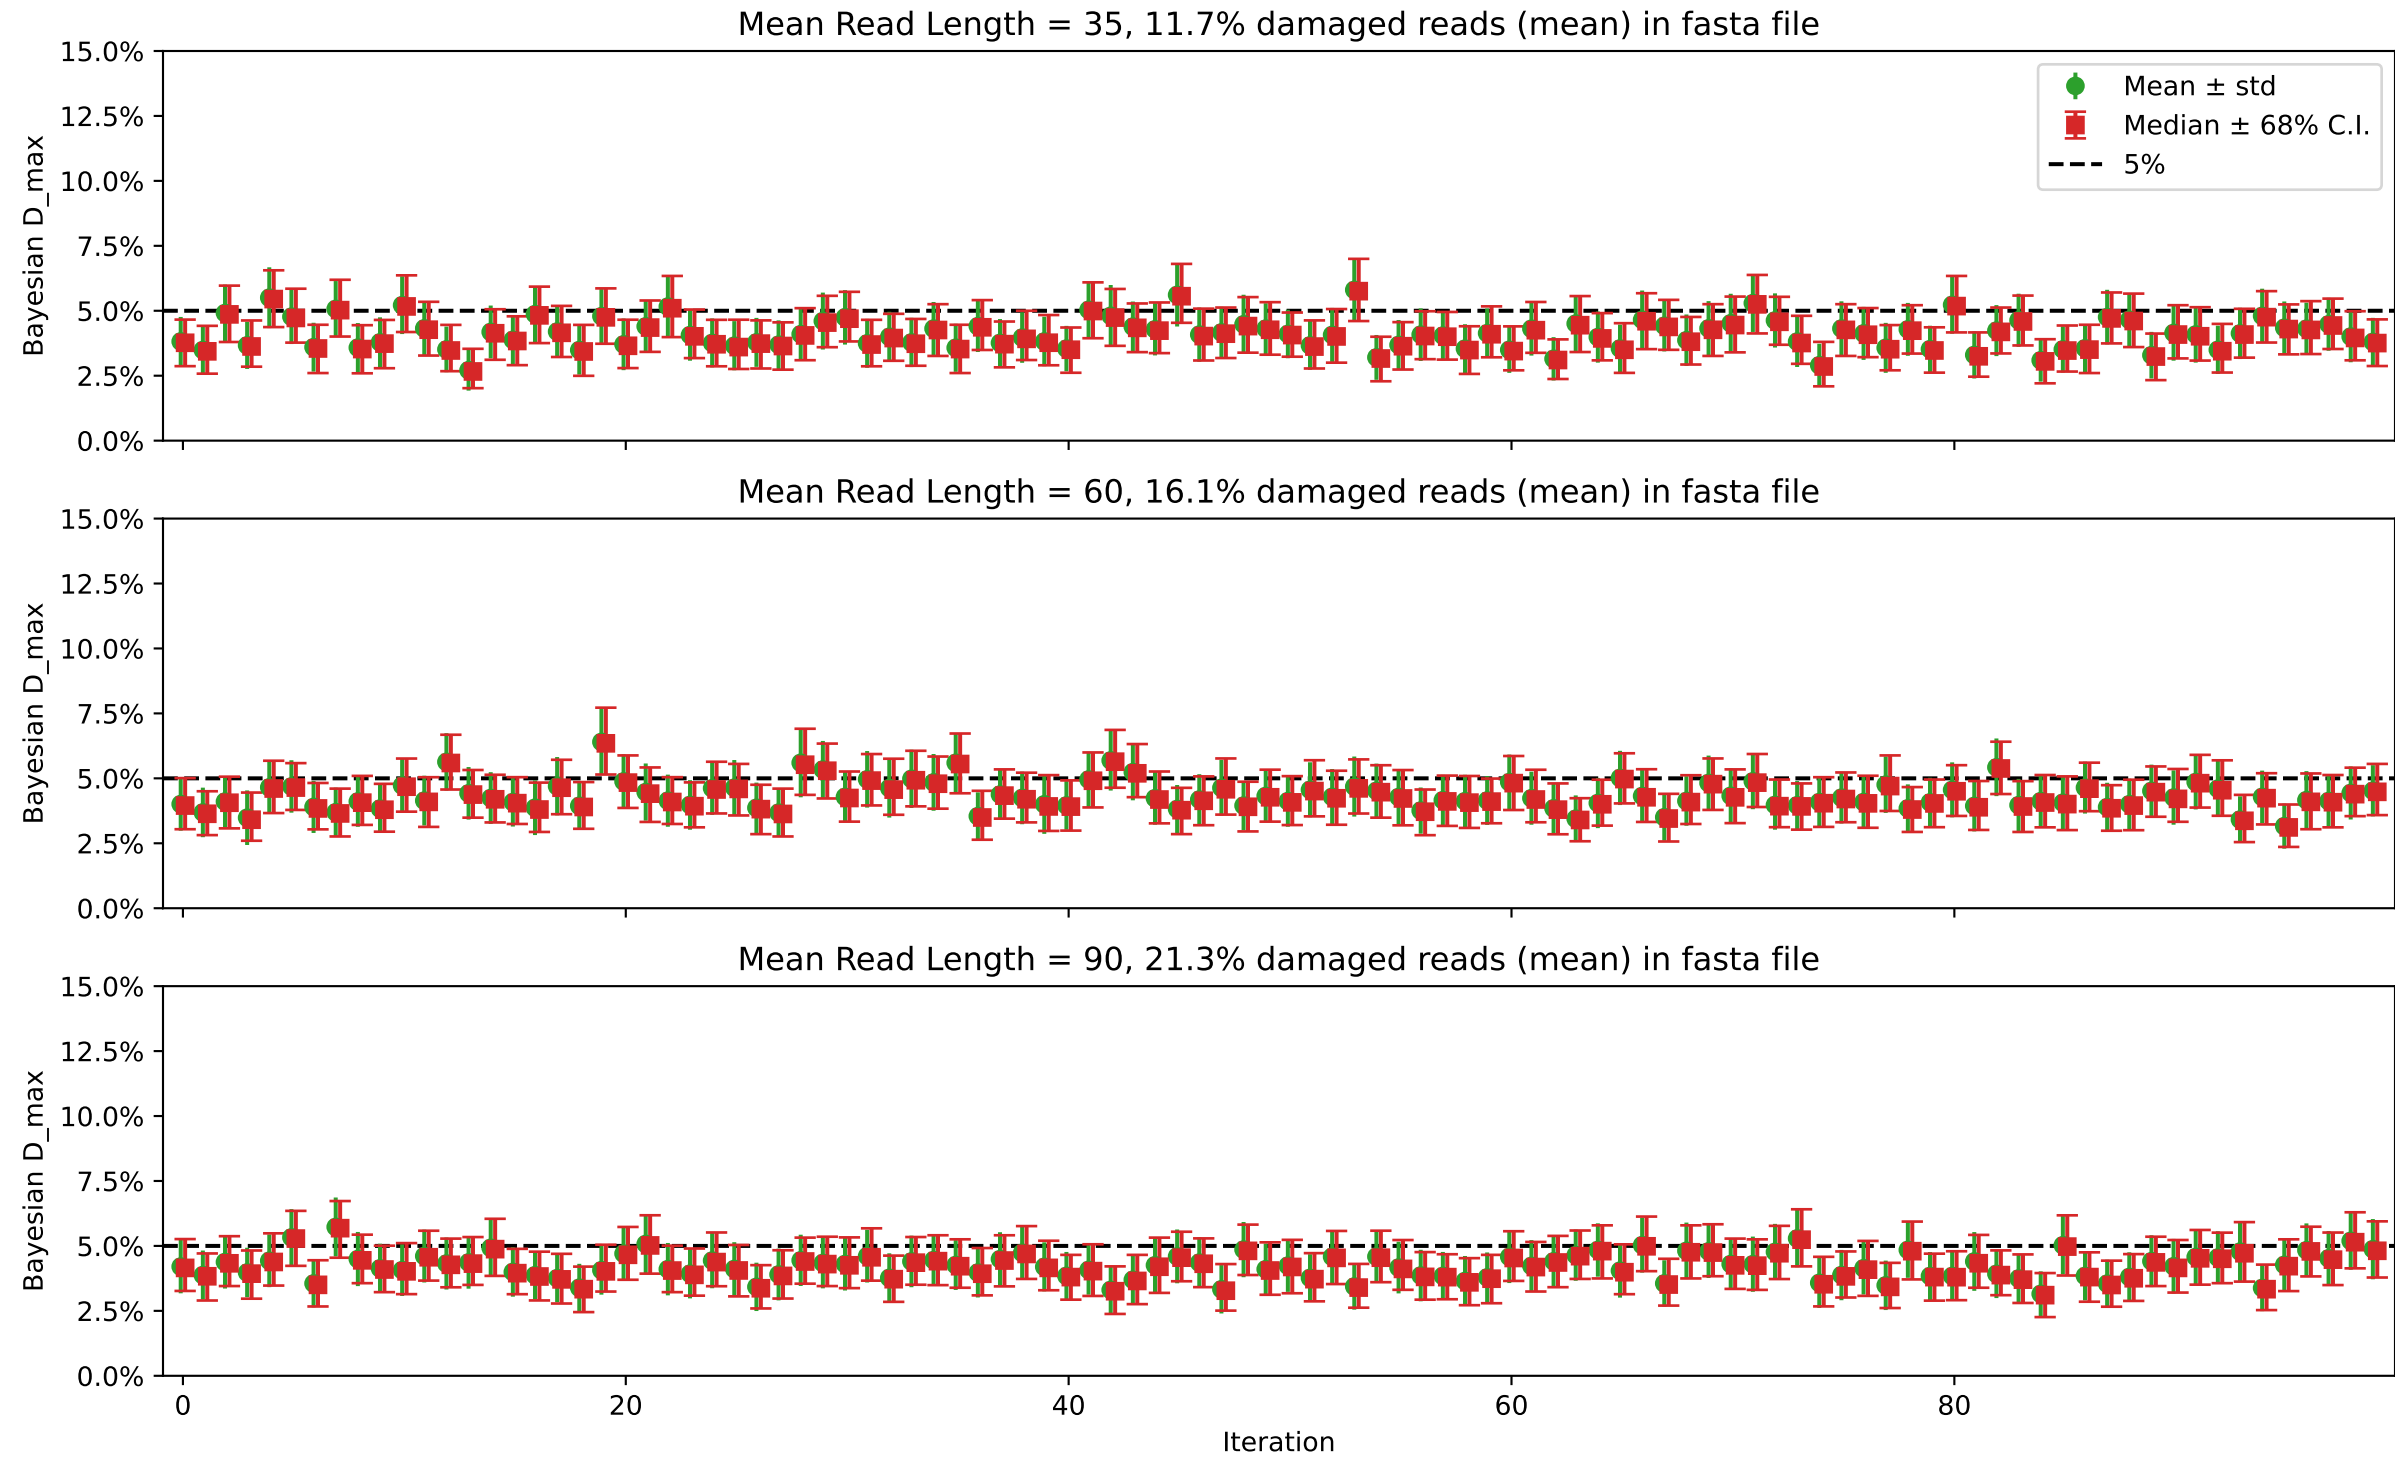 Mean Read Length = 35, 11.7% damaged reads (mean) in fasta file
15.0%
12.5%
10.0%
7.5%
5.0%
2.5%
0.0%
Bayesian D_max
Mean ± std
Median ± 68% C.I.
5%
Mean Read Length = 60, 16.1% damaged reads (mean) in fasta file
15.0%
12.5%
10.0%
7.5%
5.0%
2.5%
0.0%
Bayesian D_max
Mean Read Length = 90, 21.3% damaged reads (mean) in fasta file
15.0%
12.5%
10.0%
7.5%
5.0%
2.5%
0.0%
Bayesian D_max
0 20 40 60 80
Iteration